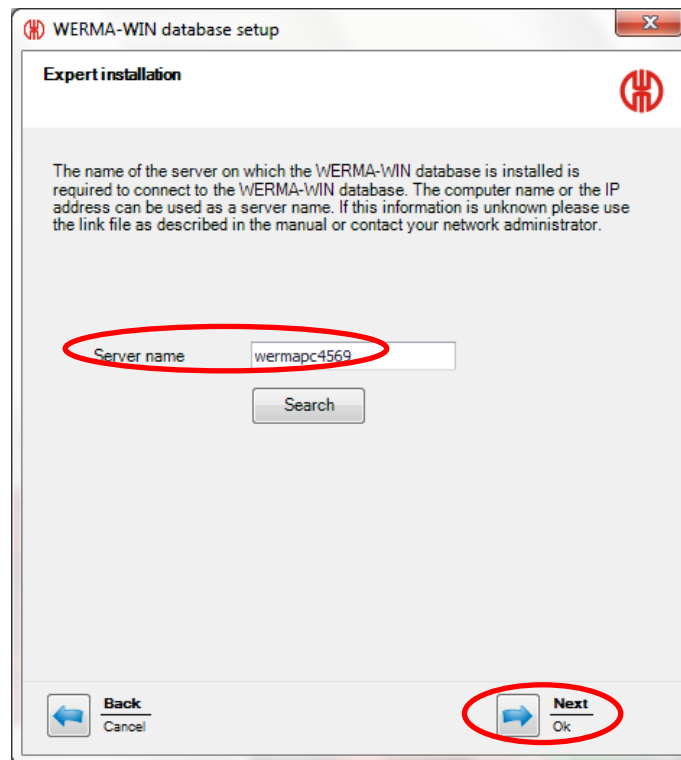 WERMA-WIN database setup
Expert installation
The name of the server on which the WERMA-WIN database is installed is
required to connect to the WERMA-WIN database. The computer name or the IP
address can be used as a server name. If this information is unknown please use
the link file as described in the manual or contact your network administrator.
Server name wermapc4569
Search
Back Next
Cancel Ok